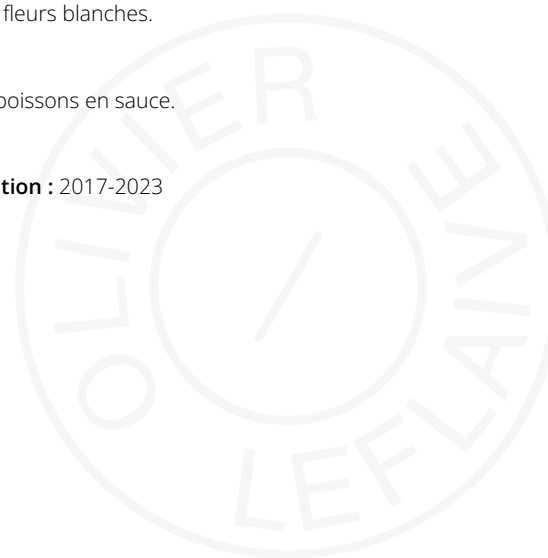 fleurs blanches.
poissons en sauce.
tion : 2017-2023
OLIVIER
LEFLAIVE